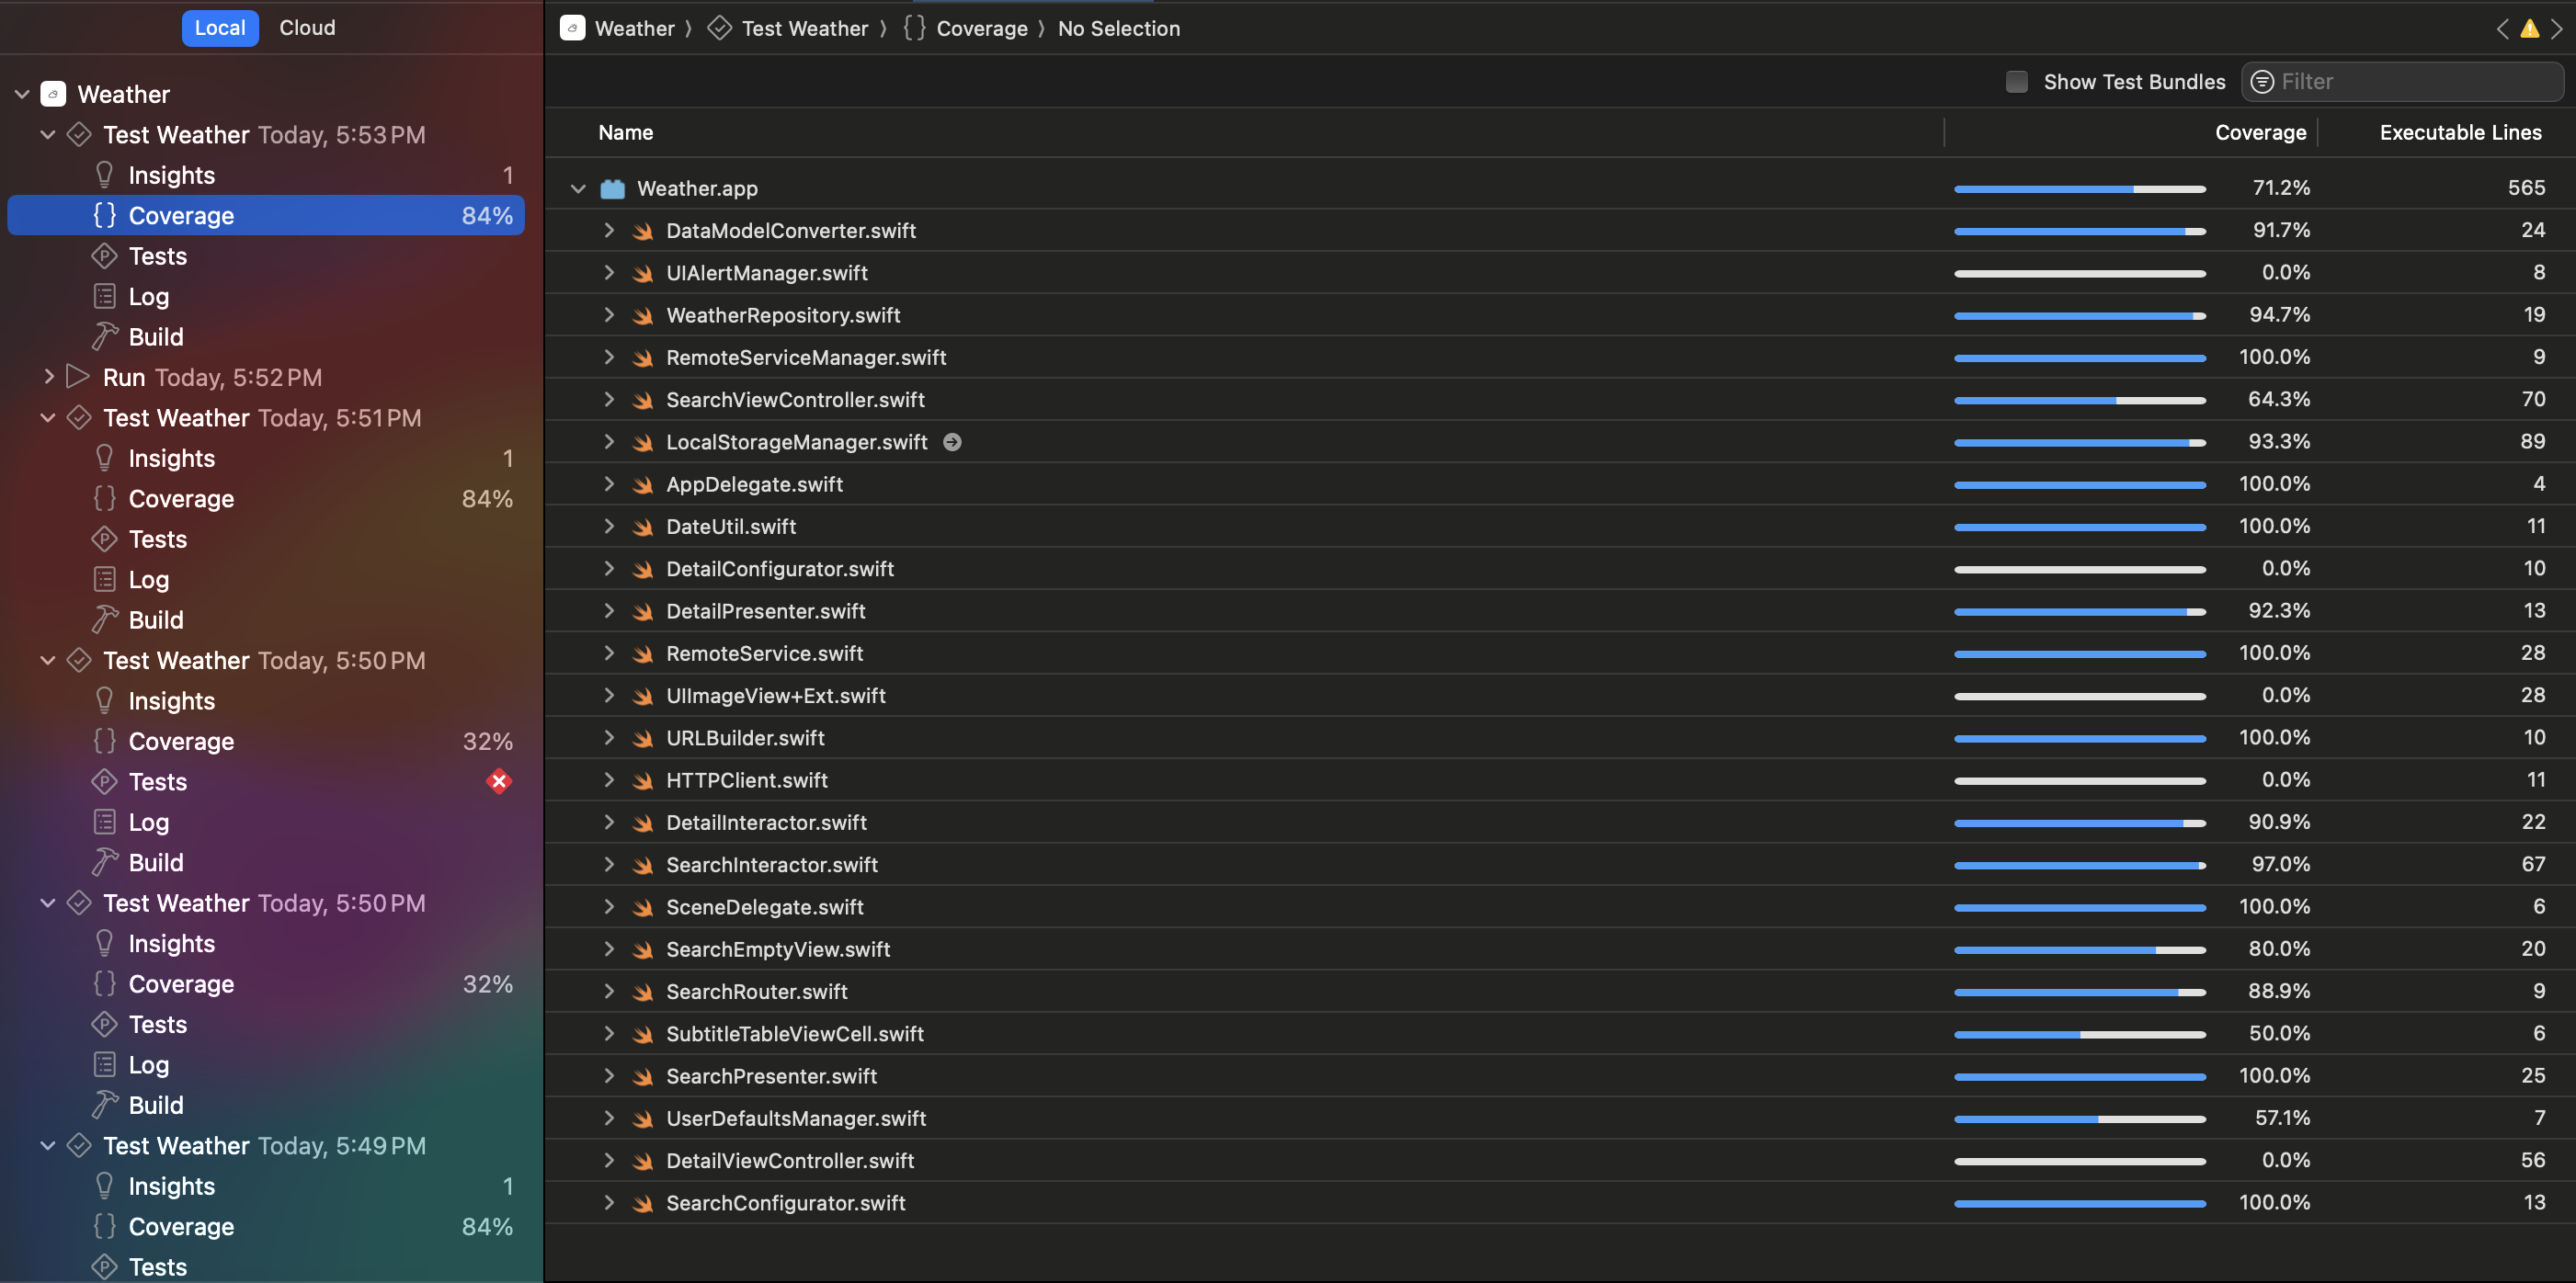 Local Cloud
Weather
Test Weather Today, 5:53 PM
Insights 1
Coverage 84%
Tests
Log
Build
Run Today, 5:52 PM
Test Weather Today, 5:51 PM
Insights 1
Coverage 84%
Tests
Log
Build
Test Weather Today, 5:50 PM
Insights
Coverage 32%
Tests
Log
Build
Test Weather Today, 5:50 PM
Insights
Coverage 32%
Tests
Log
Build
Test Weather Today, 5:49 PM
Insights 1
Coverage 84%
Tests
Weather Test Weather {} Coverage No Selection
Show Test Bundles Filter
Name Coverage Executable Lines
Weather.app 71.2% 565
DataModelConverter.swift 91.7% 24
UIAlertManager.swift 0.0% 8
WeatherRepository.swift 94.7% 19
RemoteServiceManager.swift 100.0% 9
SearchViewController.swift 64.3% 70
LocalStorageManager.swift 93.3% 89
AppDelegate.swift 100.0% 4
DateUtil.swift 100.0% 11
DetailConfigurator.swift 0.0% 10
DetailPresenter.swift 92.3% 13
RemoteService.swift 100.0% 28
UIImageView+Ext.swift 0.0% 28
URLBuilder.swift 100.0% 10
HTTPClient.swift 0.0% 11
DetailInteractor.swift 90.9% 22
SearchInteractor.swift 97.0% 67
SceneDelegate.swift 100.0% 6
SearchEmptyView.swift 80.0% 20
SearchRouter.swift 88.9% 9
SubtitleTableViewCell.swift 50.0% 6
SearchPresenter.swift 100.0% 25
UserDefaultsManager.swift 57.1% 7
DetailViewController.swift 0.0% 56
SearchConfigurator.swift 100.0% 13